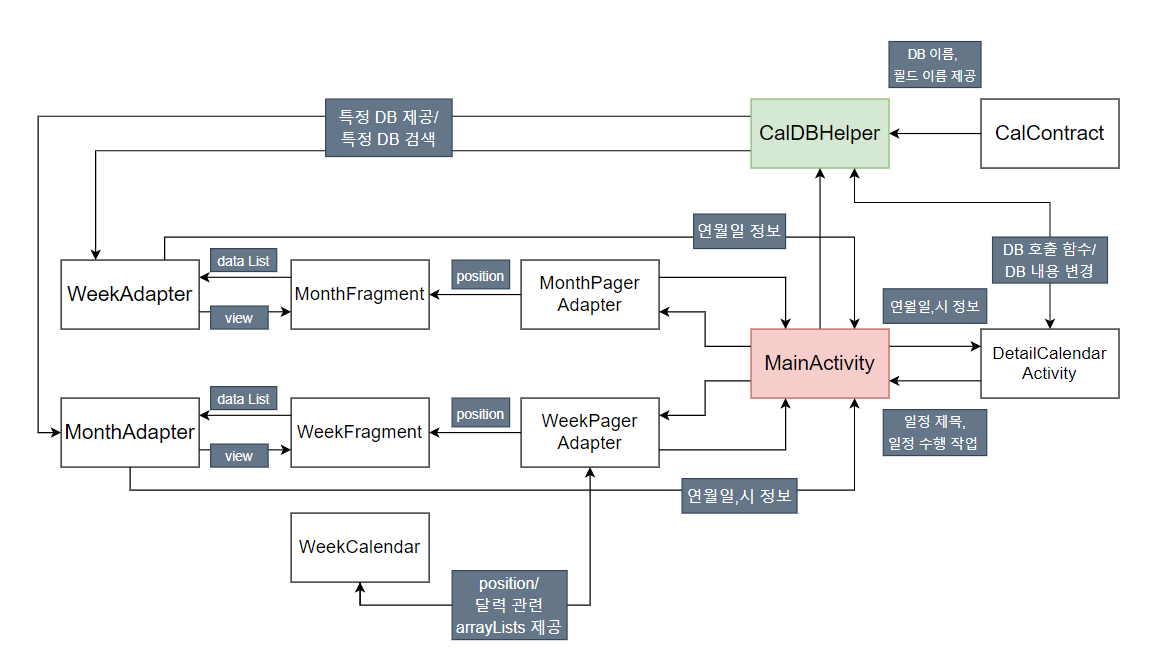 DB 이름,
필드 이름 제공
특정 DB 제공/
특정 DB 검색
CalDBHelper
CalContract
연월일 정보
DB 호출 함수/
DB 내용 변경
data List
WeekAdapter
view
MonthFragment
position
MonthPager
Adapter
연월일,시 정보
MainActivity
DetailCalendar
Activity
data List
MonthAdapter
view
WeekFragment
position
WeekPager
Adapter
일정 제목,
일정 수행 작업
연월일,시 정보
WeekCalendar
position/
달력 관련
arrayLists 제공